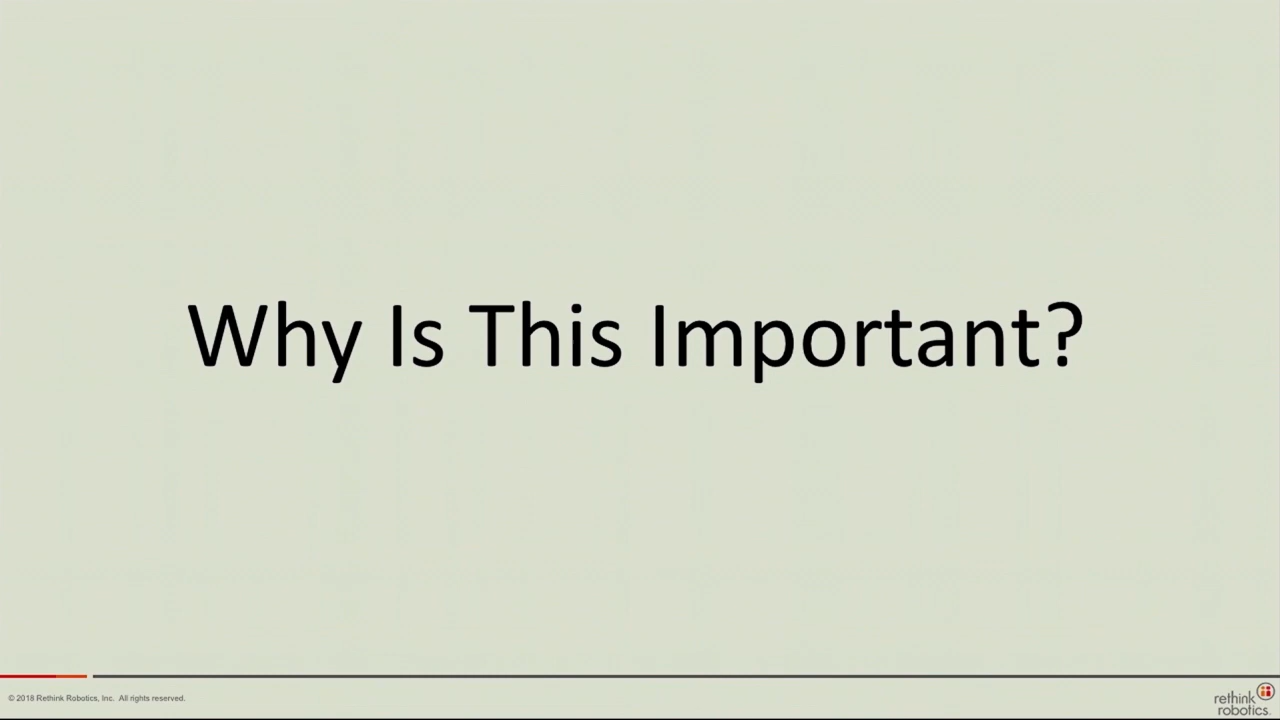 Why Is This Important?
© 2018 Rethink Robotics, Inc. All rights reserved.
rethink
robotics.